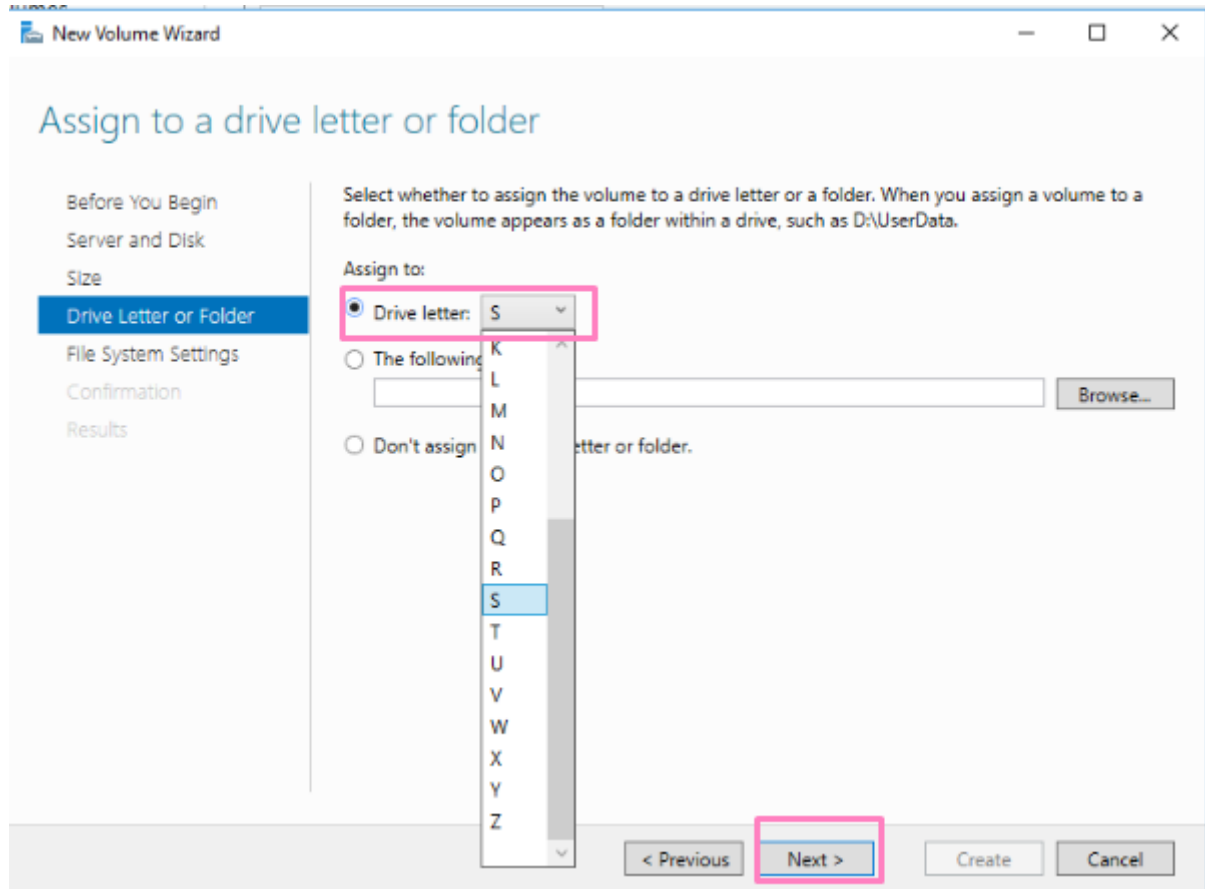 New Volume Wizard
Assign to a drive letter or folder
Before You Begin
Server and Disk
Size
Drive Letter or Folder
File System Settings
Confirmation
Results
Select whether to assign the volume to a drive letter or a folder. When you assign a volume to a
folder, the volume appears as a folder within a drive, such as D:\UserData.
Assign to:
Drive letter: S
The following
Browse...
Don't assign etter or folder.
K
L
M
N
O
P
Q
R
S
T
U
V
W
X
Y
Z
< Previous
Next >
Create
Cancel